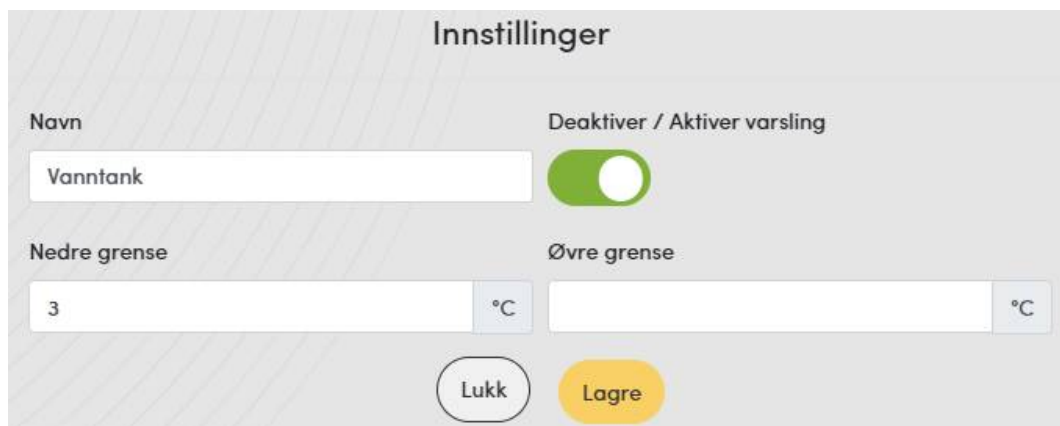 Innstillinger
Navn
Deaktiver / Aktiver varsling
Vanntank
Nedre grense
Øvre grense
3 °C
°C
Lukk
Lagre